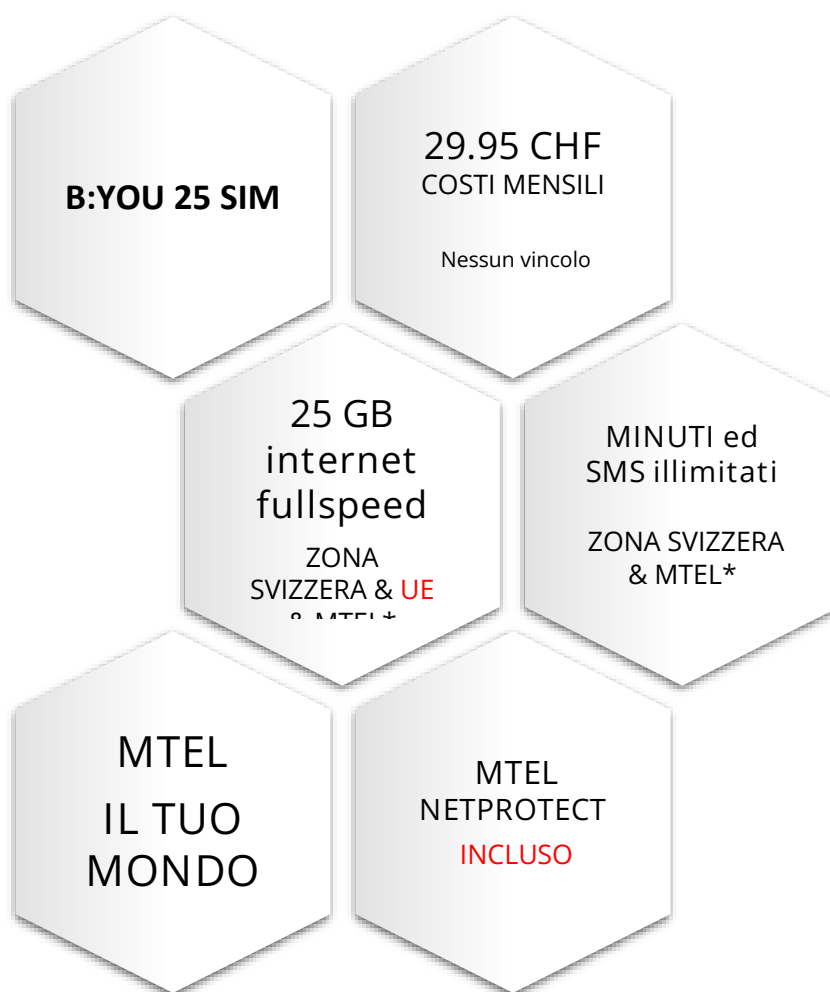 B:YOU 25 SIM
29.95 CHF
COSTI MENSILI
Nessun vincolo
25 GB
internet
fullspeed
ZONA
SVIZZERA & UE
& MTEL*
MINUTI ed
SMS illimitati
ZONA SVIZZERA
& MTEL*
MTEL
IL TUO
MONDO
MTEL
NETPROTECT
INCLUSO